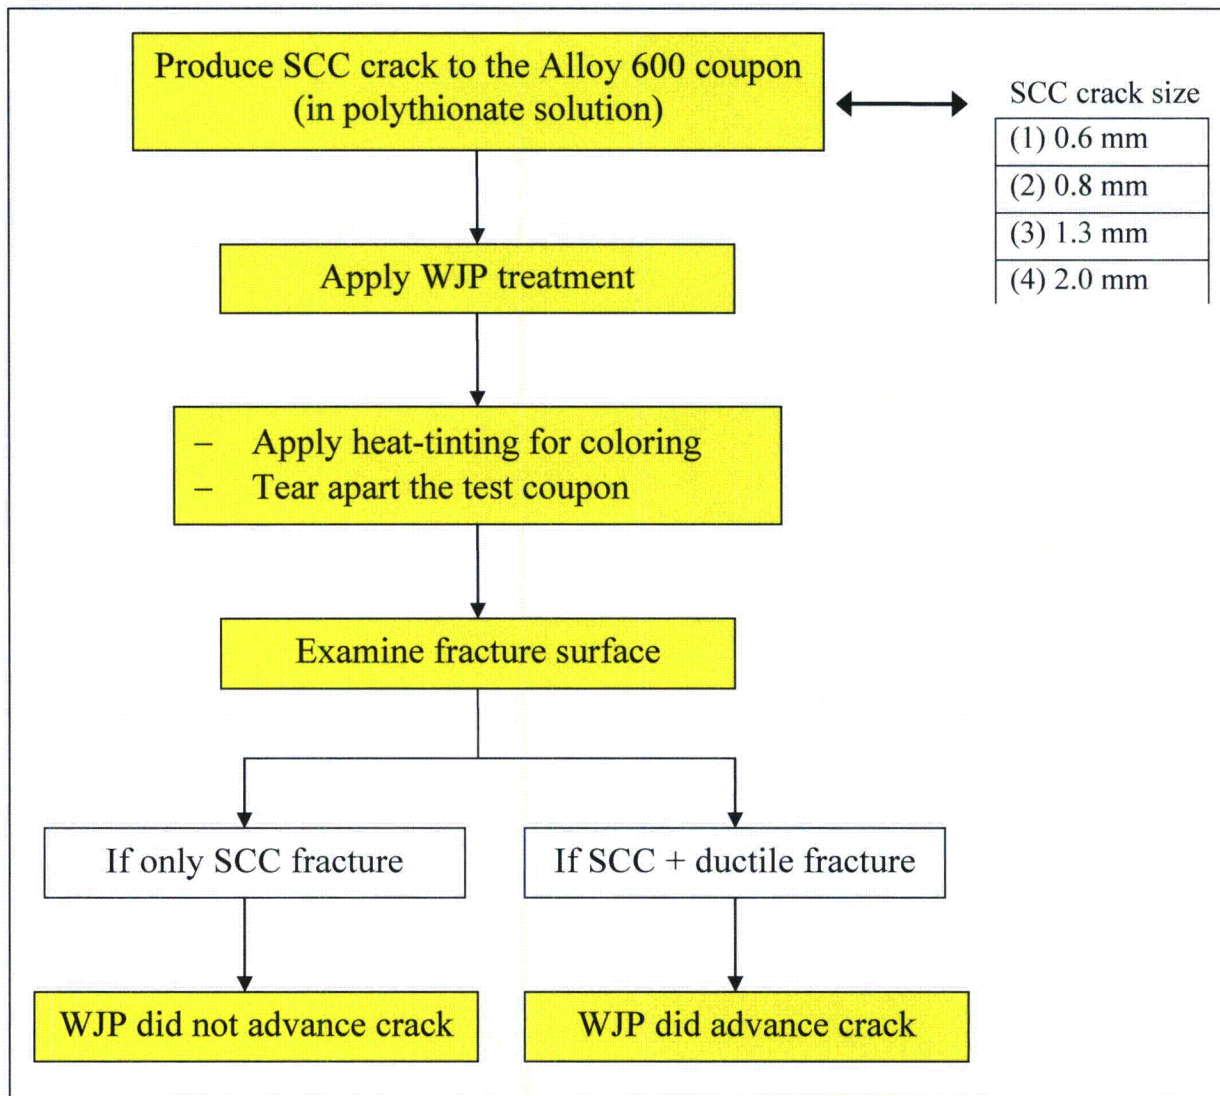 Produce SCC crack to the Alloy 600 coupon
(in polythionate solution)
SCC crack size
(1) 0.6 mm
(2) 0.8 mm
(3) 1.3 mm
(4) 2.0 mm
Apply WJP treatment
– Apply heat-tinting for coloring
– Tear apart the test coupon
Examine fracture surface
If only SCC fracture
If SCC + ductile fracture
WJP did not advance crack
WJP did advance crack